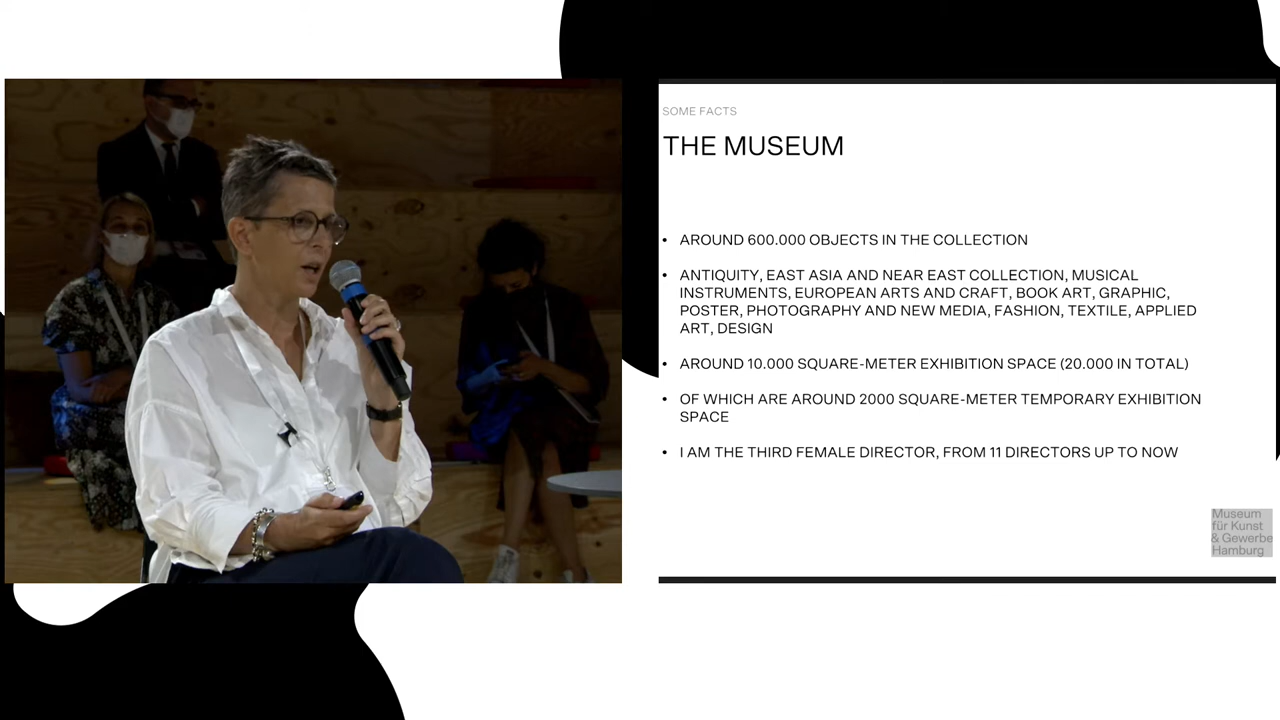 SOME FACTS
THE MUSEUM
• AROUND 600.000 OBJECTS IN THE COLLECTION
• ANTIQUITY, EAST ASIA AND NEAR EAST COLLECTION, MUSICAL
INSTRUMENTS, EUROPEAN ARTS AND CRAFT, BOOK ART, GRAPHIC,
POSTER, PHOTOGRAPHY AND NEW MEDIA, FASHION, TEXTILE, APPLIED
ART, DESIGN
• AROUND 10.000 SQUARE-METER EXHIBITION SPACE (20.000 IN TOTAL)
• OF WHICH ARE AROUND 2000 SQUARE-METER TEMPORARY EXHIBITION
SPACE
• I AM THE THIRD FEMALE DIRECTOR, FROM 11 DIRECTORS UP TO NOW
Museum
für Kunst
& Gewerbe
Hamburg